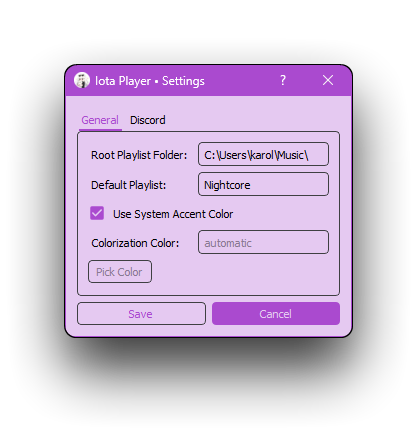 Iota Player • Settings ?
General Discord
Root Playlist Folder: C:\Users\karol\Music\
Default Playlist: Nightcore
Use System Accent Color
Colorization Color: automatic
Pick Color
Save Cancel